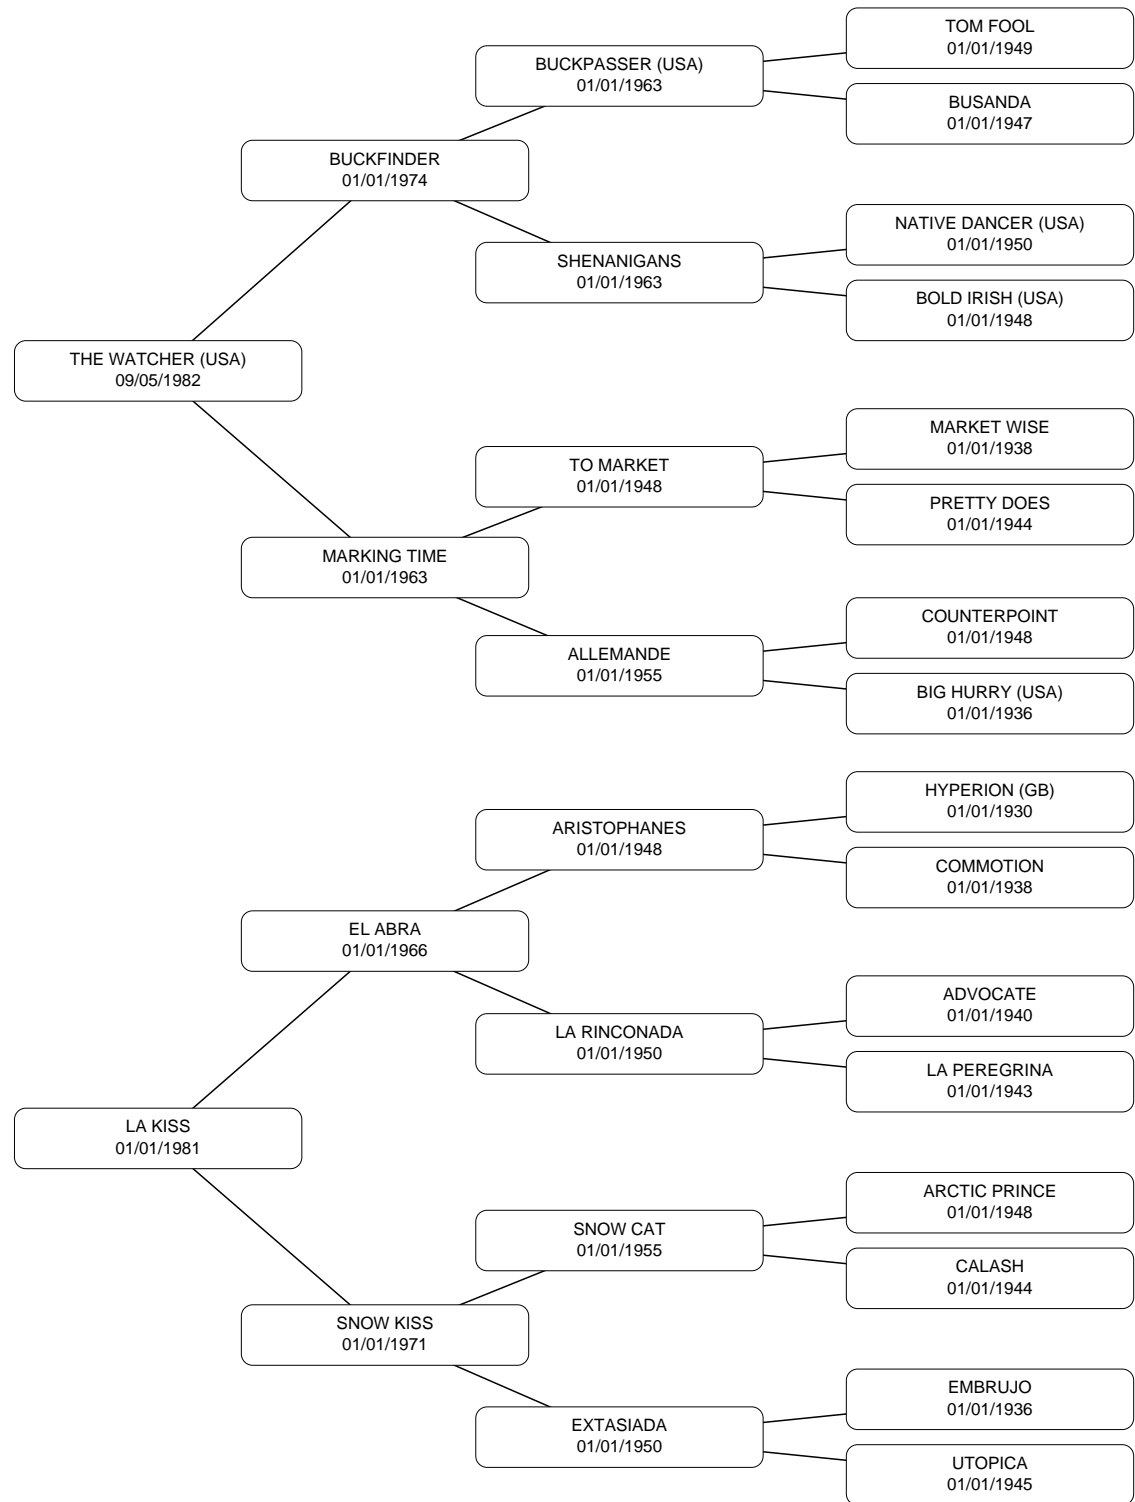 TOM FOOL
01/01/1949
BUCKPASSER (USA)
01/01/1963
BUSANDA
01/01/1947
BUCKFINDER
01/01/1974
NATIVE DANCER (USA)
01/01/1950
SHENANIGANS
01/01/1963
BOLD IRISH (USA)
01/01/1948
THE WATCHER (USA)
09/05/1982
MARKET WISE
01/01/1938
TO MARKET
01/01/1948
PRETTY DOES
01/01/1944
MARKING TIME
01/01/1963
COUNTERPOINT
01/01/1948
ALLEMANDE
01/01/1955
BIG HURRY (USA)
01/01/1936
HYPERION (GB)
01/01/1930
ARISTOPHANES
01/01/1948
COMMOTION
01/01/1938
EL ABRA
01/01/1966
ADVOCATE
01/01/1940
LA RINCONADA
01/01/1950
LA PEREGRINA
01/01/1943
LA KISS
01/01/1981
ARCTIC PRINCE
01/01/1948
SNOW CAT
01/01/1955
CALASH
01/01/1944
SNOW KISS
01/01/1971
EMBRUJO
01/01/1936
EXTASIADA
01/01/1950
UTOPICA
01/01/1945